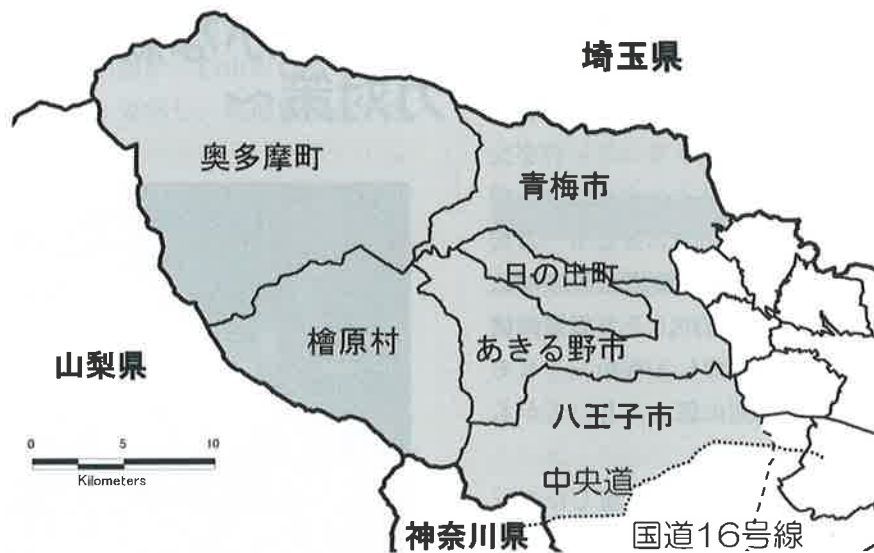 埼玉県
奥多摩町
青梅市
日の出町
檜原村
あきる野市
山梨県
八王子市
0 5 10
Kilometers
中央道
神奈川県
国道16号線